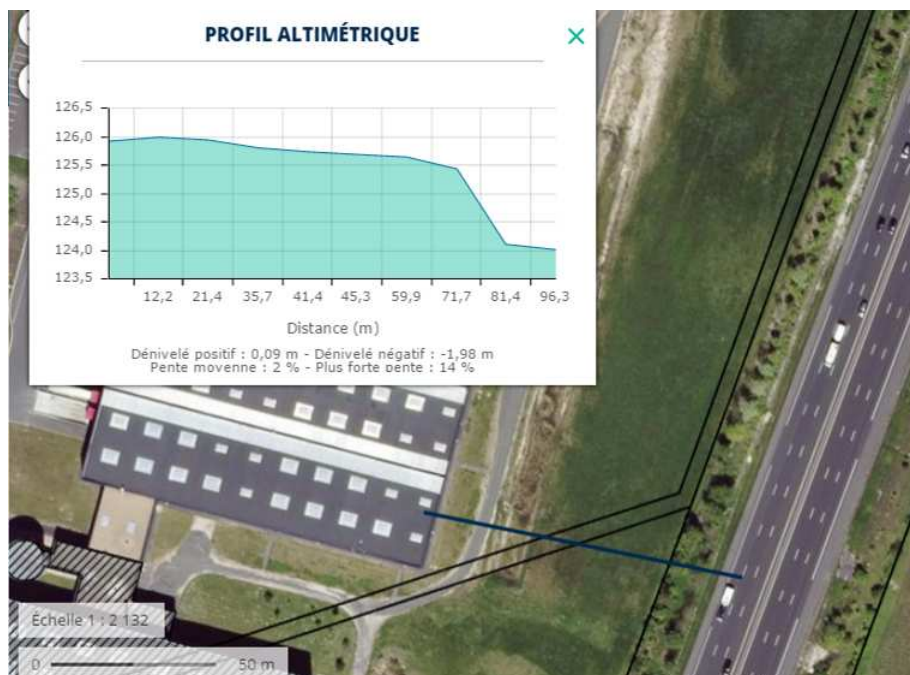 PROFIL ALTIMÉTRIQUE
126,5
126,0
125,5
125,0
124,5
124,0
123,5
12,2 21,4 35,7 41,4 45,3 59,9 71,7 81,4 96,3
Distance (m)
Dénivelé positif : 0,09 m - Dénivelé négatif : -1,98 m
Pente moyenne : 2 % - Plus forte pente : 14 %
Échelle 1 : 2 132
0 50 m